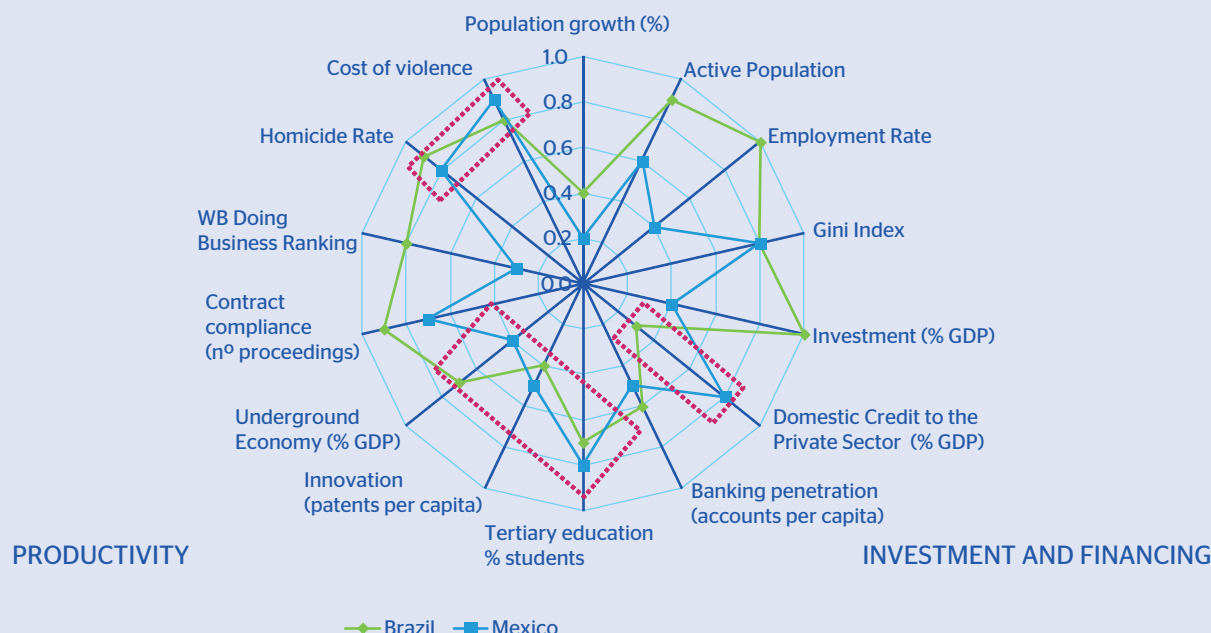 Population growth (%)
1.0
Cost of violence
Active Population
0.8
Homicide Rate
Employment Rate
0.6
0.4
WB Doing
Business Ranking
Gini Index
0.2
0.0
Contract
compliance
(nº proceedings)
Investment (% GDP)
Underground
Economy (% GDP)
Domestic Credit to the
Private Sector (% GDP)
Innovation
(patents per capita)
Banking penetration
(accounts per capita)
Tertiary education
% students
PRODUCTIVITY
INVESTMENT AND FINANCING
Brazil
Mexico